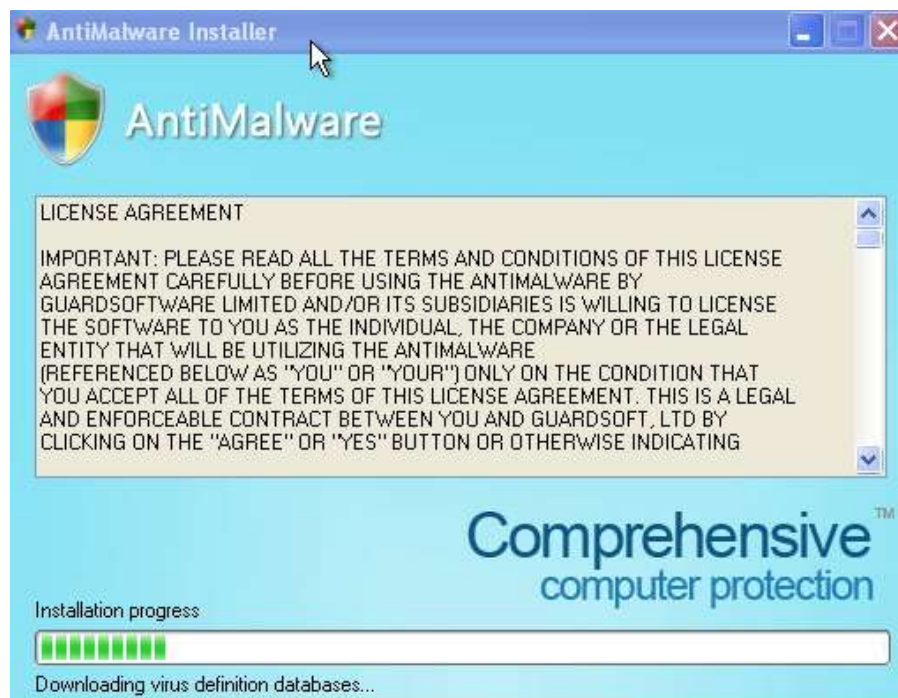 AntiMalware Installer
AntiMalware
LICENSE AGREEMENT
IMPORTANT: PLEASE READ ALL THE TERMS AND CONDITIONS OF THIS LICENSE
AGREEMENT CAREFULLY BEFORE USING THE ANTIMALWARE BY
GUARDSOFTWARE LIMITED AND/OR ITS SUBSIDIARIES IS WILLING TO LICENSE
THE SOFTWARE TO YOU AS THE INDIVIDUAL, THE COMPANY OR THE LEGAL
ENTITY THAT WILL BE UTILIZING THE ANTIMALWARE
(REFERENCED BELOW AS "YOU" OR "YOUR") ONLY ON THE CONDITION THAT
YOU ACCEPT ALL OF THE TERMS OF THIS LICENSE AGREEMENT. THIS IS A LEGAL
AND ENFORCEABLE CONTRACT BETWEEN YOU AND GUARDSOFT, LTD BY
CLICKING ON THE "AGREE" OR "YES" BUTTON OR OTHERWISE INDICATING
Comprehensive™
computer protection
Installation progress
Downloading virus definition databases...